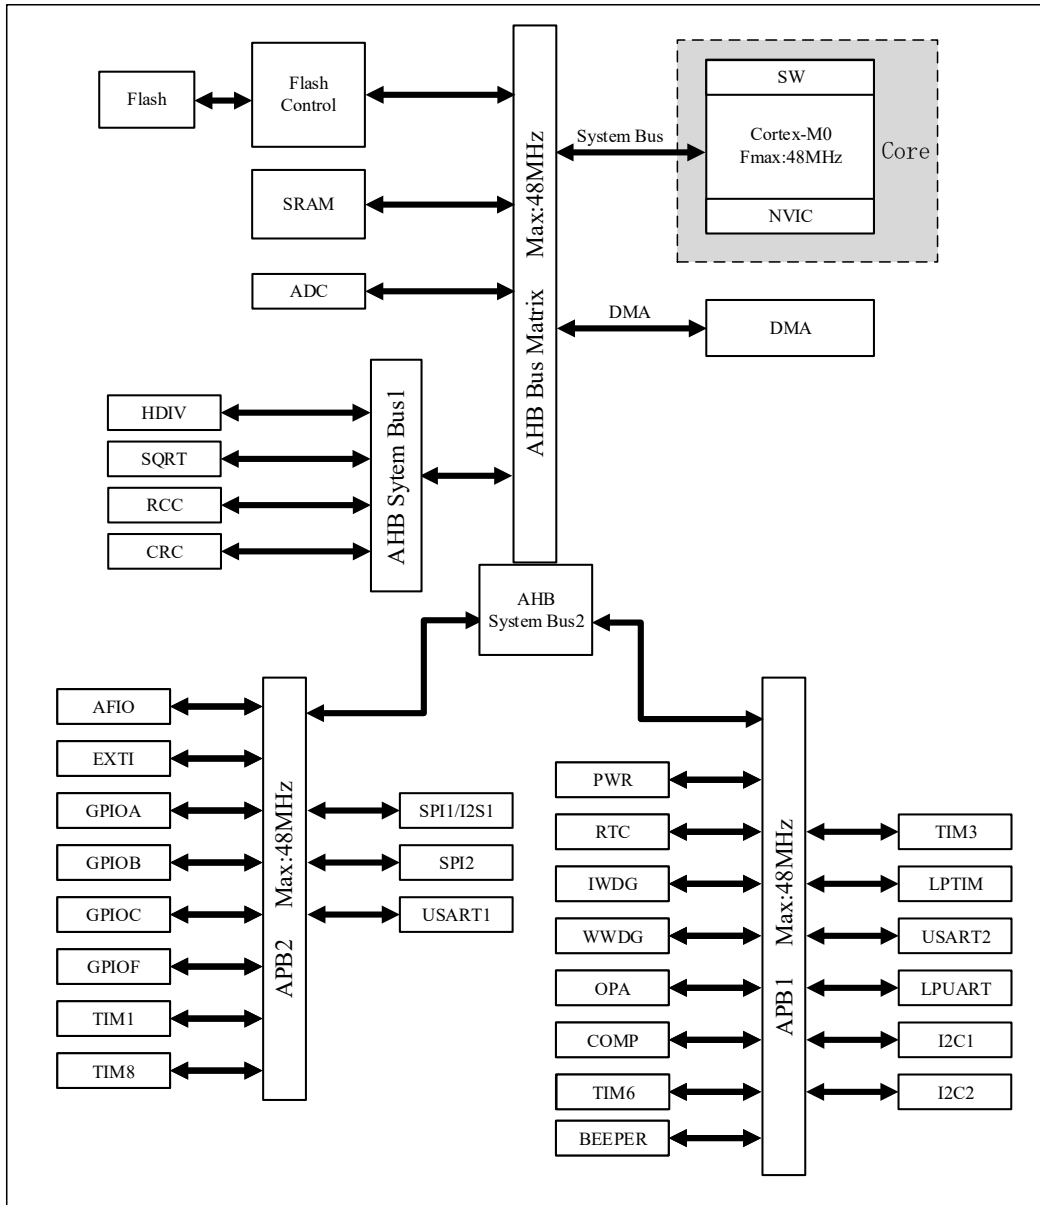 Flash
Flash
Control
SRAM
ADC
AHB Bus Matrix Max:48MHz
System Bus
SW
Cortex-M0
Fmax:48MHz
NVIC
Core
DMA
DMA
HDIV
SQRT
RCC
CRC
AHB Sytem Bus1
AHB
System Bus2
AFIO
EXTI
GPIOA
GPIOB
GPIOC
GPIOF
TIM1
TIM8
APB2 Max:48MHz
SPI1/I2S1
SPI2
USART1
PWR
RTC
IWDG
WWDG
OPA
COMP
TIM6
BEEPER
APB1 Max:48MHz
TIM3
LPTIM
USART2
LPUART
I2C1
I2C2